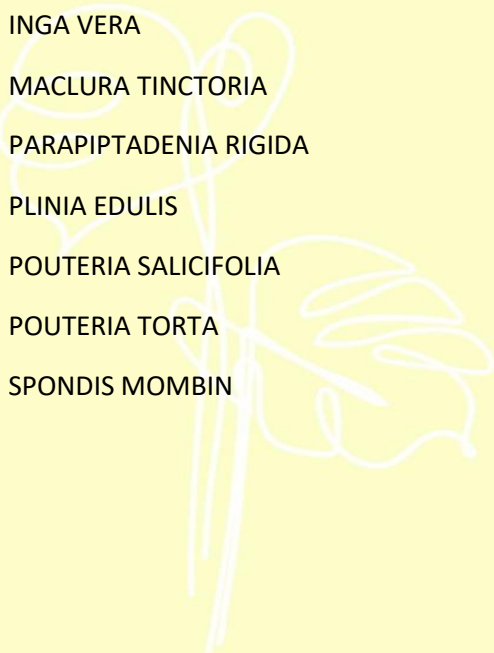 INGA VERA
MACLURA TINCTORIA
PARAPIPTADENIA RIGIDA
PLINIA EDULIS
POUTERIA SALICIFOLIA
POUTERIA TORTA
SPONDIS MOMBIN